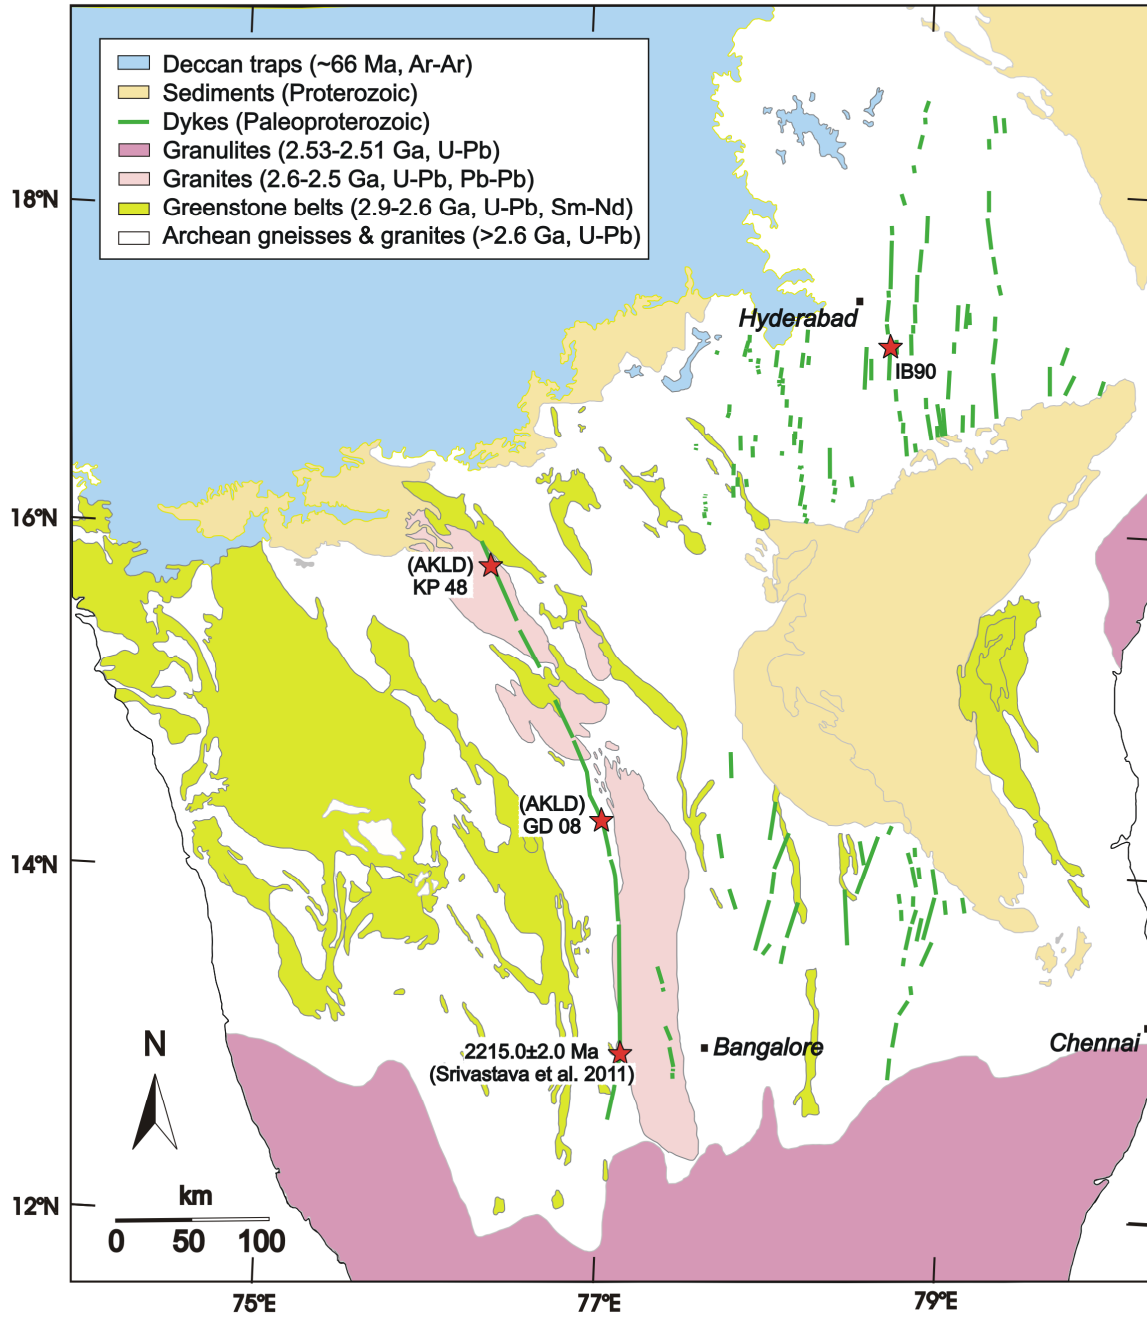 Deccan traps (~66 Ma, Ar-Ar)
Sediments (Proterozoic)
Dykes (Paleoproterozoic)
Granulites (2.53-2.51 Ga, U-Pb)
Granites (2.6-2.5 Ga, U-Pb, Pb-Pb)
Greenstone belts (2.9-2.6 Ga, U-Pb, Sm-Nd)
Archean gneisses & granites (>2.6 Ga, U-Pb)
18°N
Hyderabad
IB90
16°N
(AKLD)
KP 48
(AKLD)
GD 08
14°N
N
2215.0±2.0 Ma
(Srivastava et al. 2011)
Bangalore
Chennai
km
0 50 100
12°N
75°E 77°E 79°E